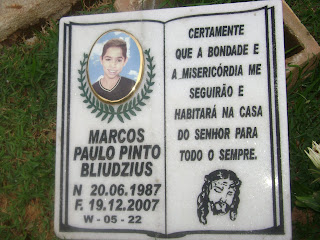 MARCOS
PAULO PINTO
BLIUDZIUS
N 20.06.1987
F. 19.12.2007
W - 05 - 22
CERTAMENTE
QUE A BONDADE E
A MISERICÓRDIA ME
SEGUIRÃO E
HABITARÁ NA CASA
DO SENHOR PARA
TODO O SEMPRE.